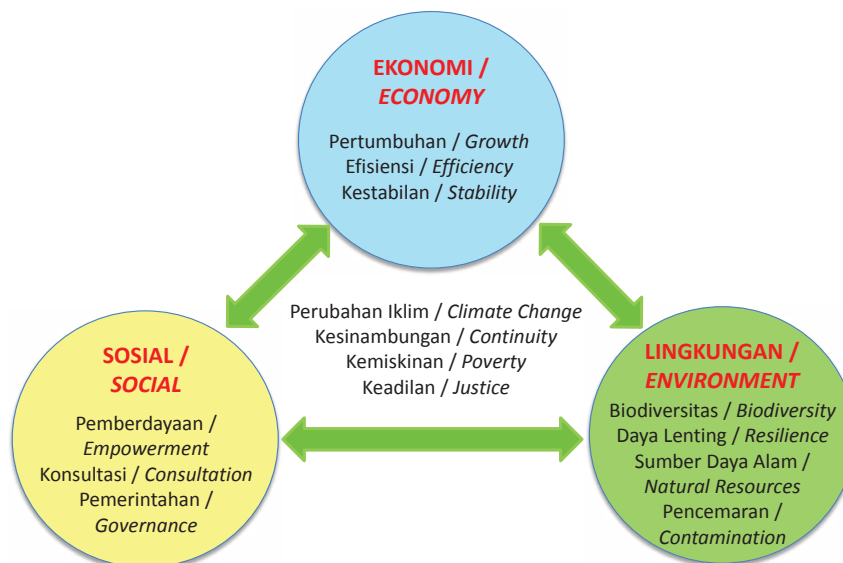 EKONOMI /
ECONOMY
Pertumbuhan / Growth
Efisiensi / Efficiency
Kestabilan / Stability
Perubahan Iklim / Climate Change
Kesinambungan / Continuity
Kemiskinan / Poverty
Keadilan / Justice
SOSIAL /
SOCIAL
Pemberdayaan /
Empowerment
Konsultasi / Consultation
Pemerintahan /
Governance
LINGKUNGAN /
ENVIRONMENT
Biodiversitas / Biodiversity
Daya Lenting / Resilience
Sumber Daya Alam /
Natural Resources
Pencemaran /
Contamination